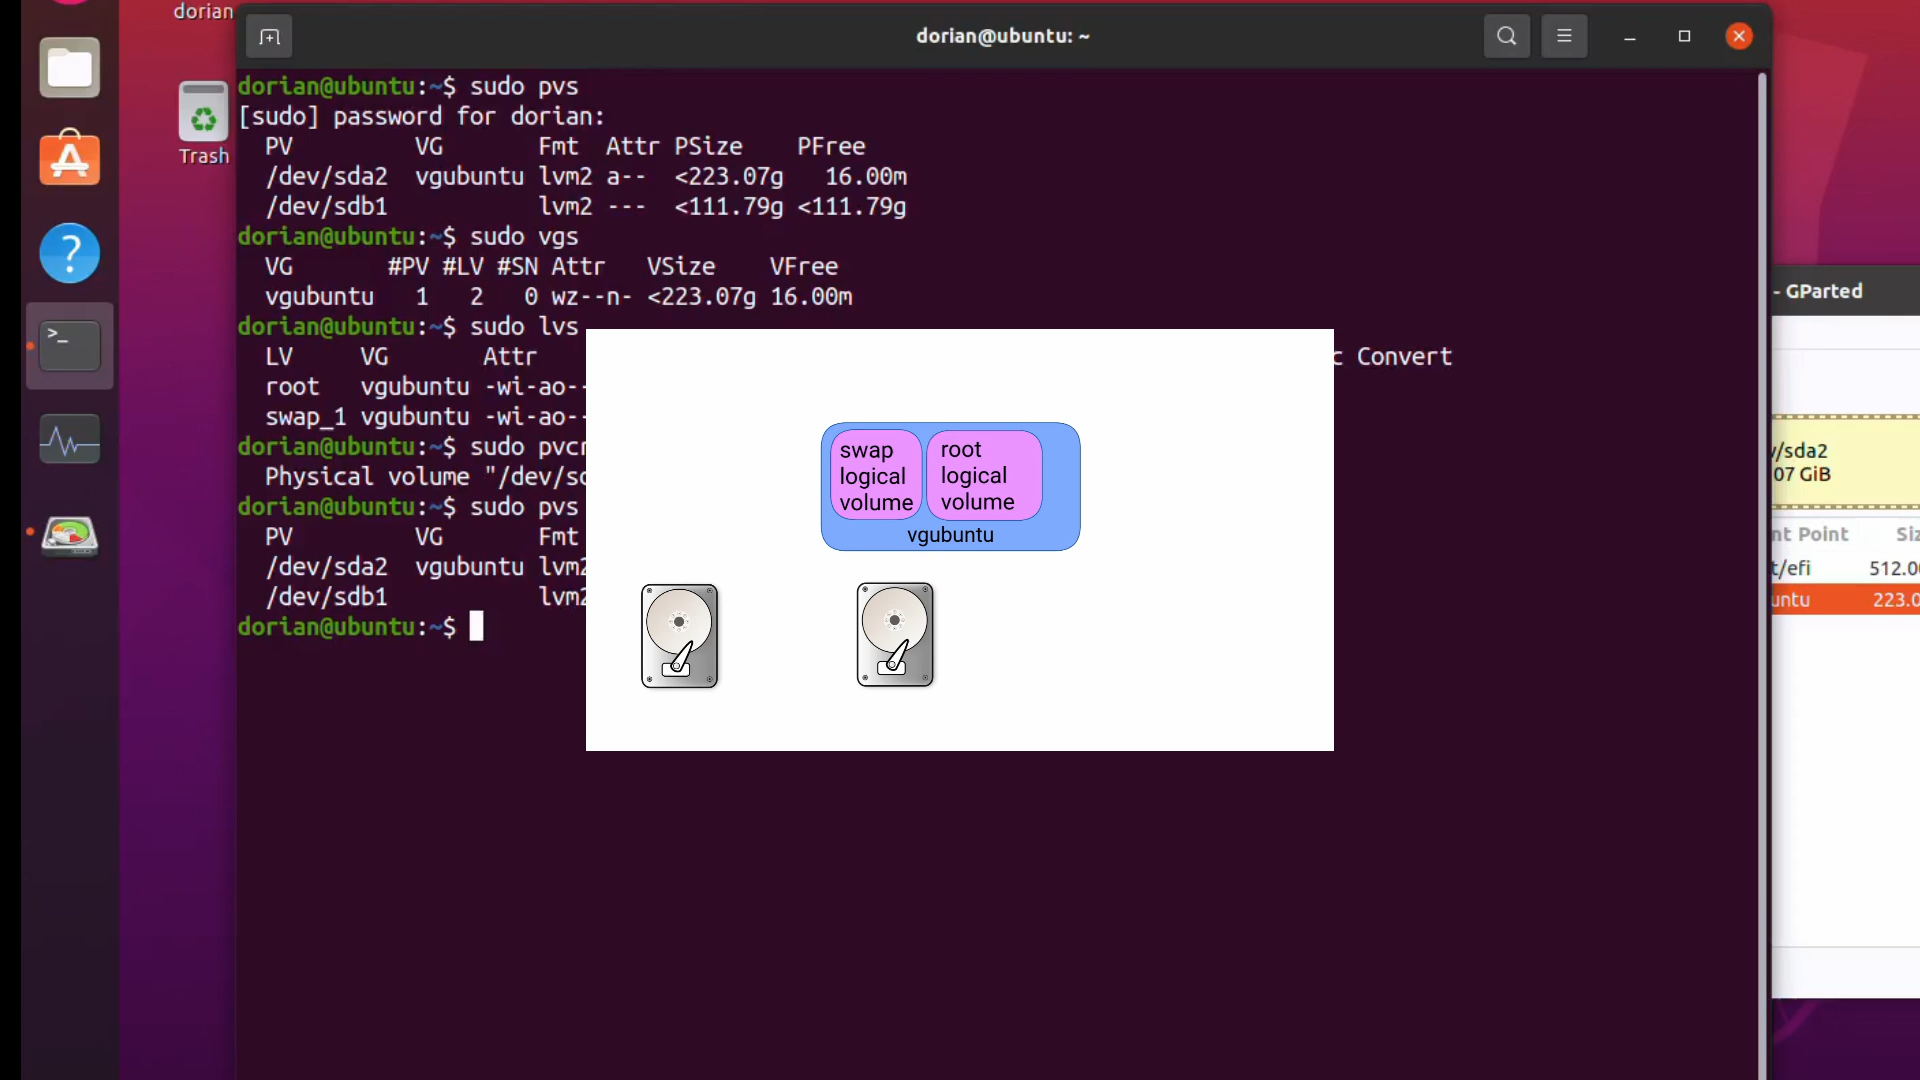 dorian
Trash
dorian@ubuntu: ~
dorian@ubuntu:~$ sudo pvs
[sudo] password for dorian:
PV VG Fmt Attr PSize PFree
/dev/sda2 vgubuntu lvm2 a-- <223.07g 16.00m
/dev/sdb1 lvm2 --- <111.79g <111.79g
dorian@ubuntu:~$ sudo vgs
VG #PV #LV #SN Attr VSize VFree
vgubuntu 1 2 0 wz--n- <223.07g 16.00m
dorian@ubuntu:~$ sudo lvs
LV VG Attr c Convert
root vgubuntu -wi-ao--
swap_1 vgubuntu -wi-ao--
dorian@ubuntu:~$ sudo pvcr
Physical volume "/dev/sd
dorian@ubuntu:~$ sudo pvs
PV VG Fmt
/dev/sda2 vgubuntu lvm2
/dev/sdb1 lvm2
dorian@ubuntu:~$
swap
logical
volume
root
logical
volume
vgubuntu
- GParted
/sda2
07 GiB
nt Point Siz
t/efi 512.0
untu 223.0